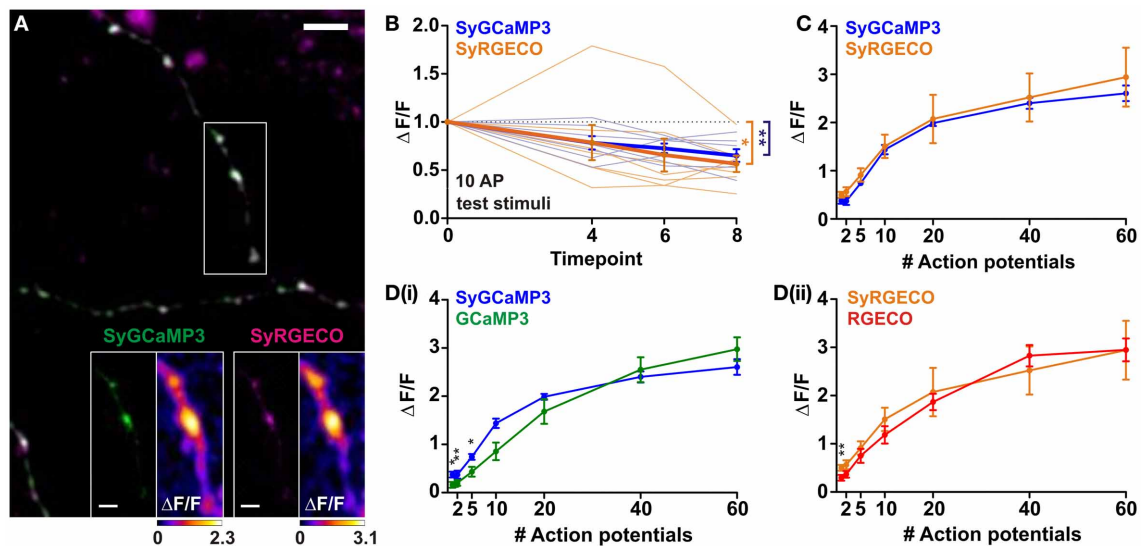 A
SyGCaMP3
SyRGECO
ΔF/F
ΔF/F
0 2.3
0 3.1
B
SyGCaMP3
SyRGECO
2.0
1.5
1.0
0.5
0.0
Δ F/F
*
**
10 AP
test stimuli
0 4 6 8
Timepoint
C
SyGCaMP3
SyRGECO
4
3
2
1
0
Δ F/F
2 5 10 20 40 60
# Action potentials
D(i)
SyGCaMP3
GCaMP3
4
3
2
1
0
Δ F/F
*
**
*
2 5 10 20 40 60
# Action potentials
D(ii)
SyRGECO
RGECO
4
3
2
1
0
Δ F/F
**
2 5 10 20 40 60
# Action potentials